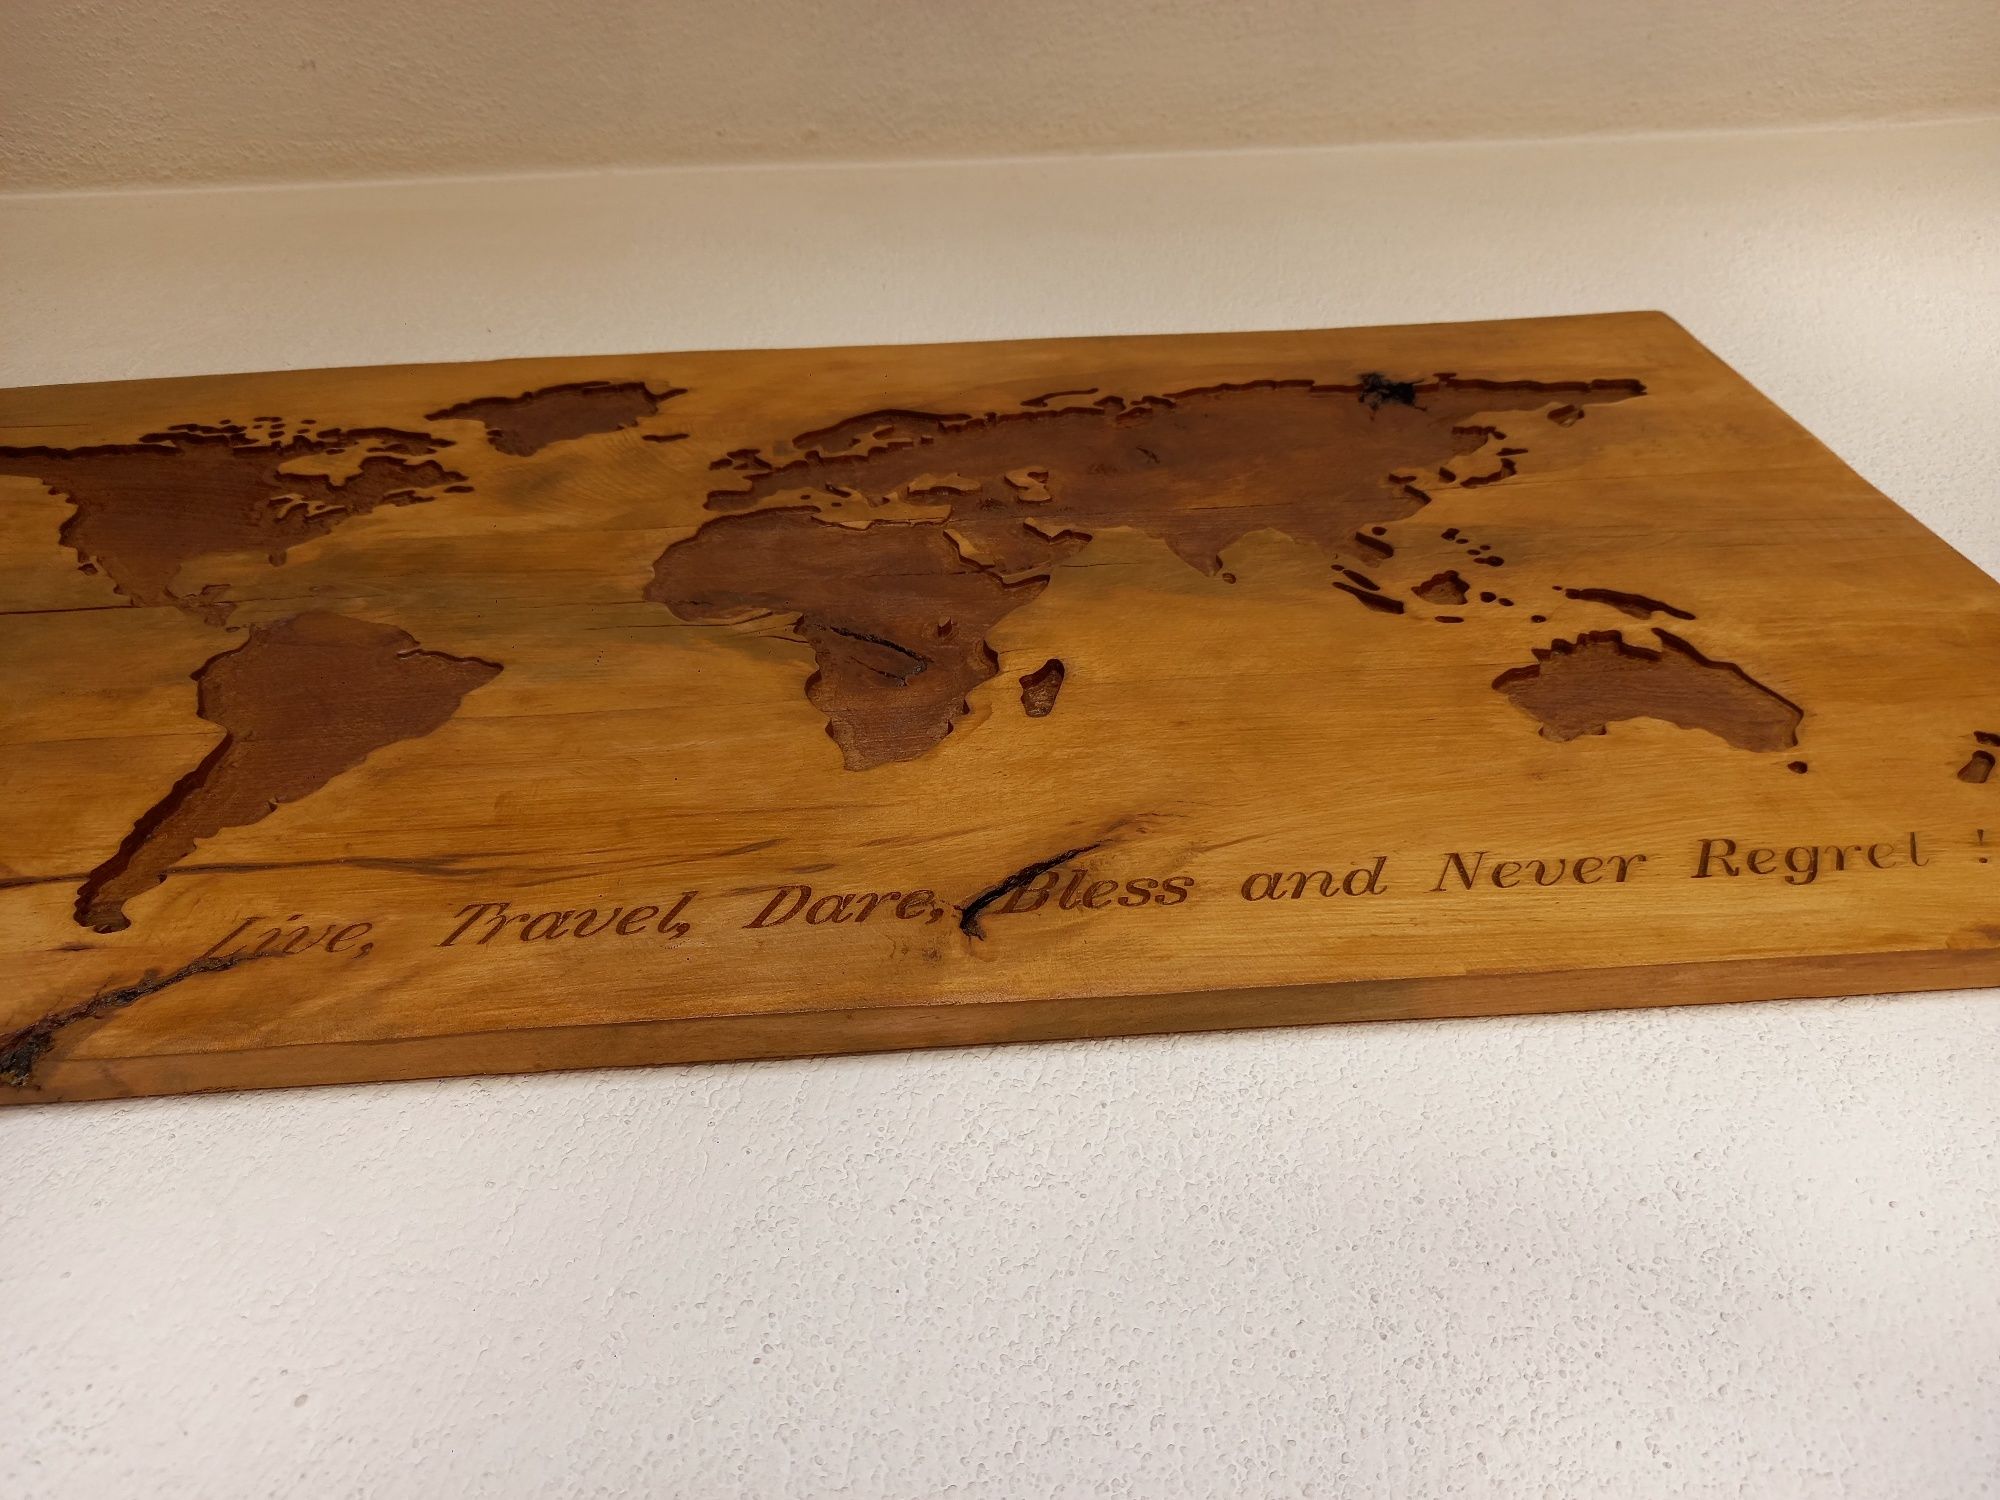 Live, Travel, Dare, Bless and Never Regret !